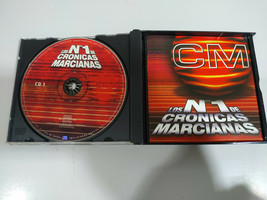 LOS Nº1 DE
CRÓNICAS
MARCIANAS
CD 1
CM
LOS Nº1 DE
CRÓNICAS
MARCIANAS